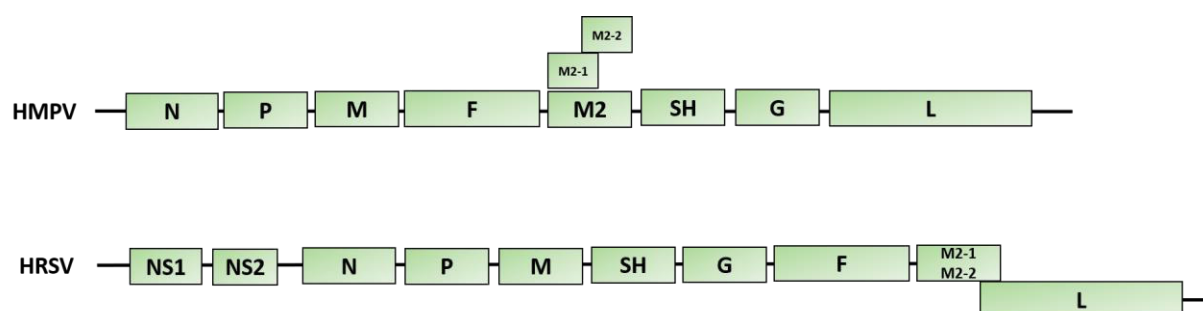 M2-2
M2-1
HMPV N P M F M2 SH G L
HRSV NS1 NS2 N P M SH G F M2-1
M2-2
L